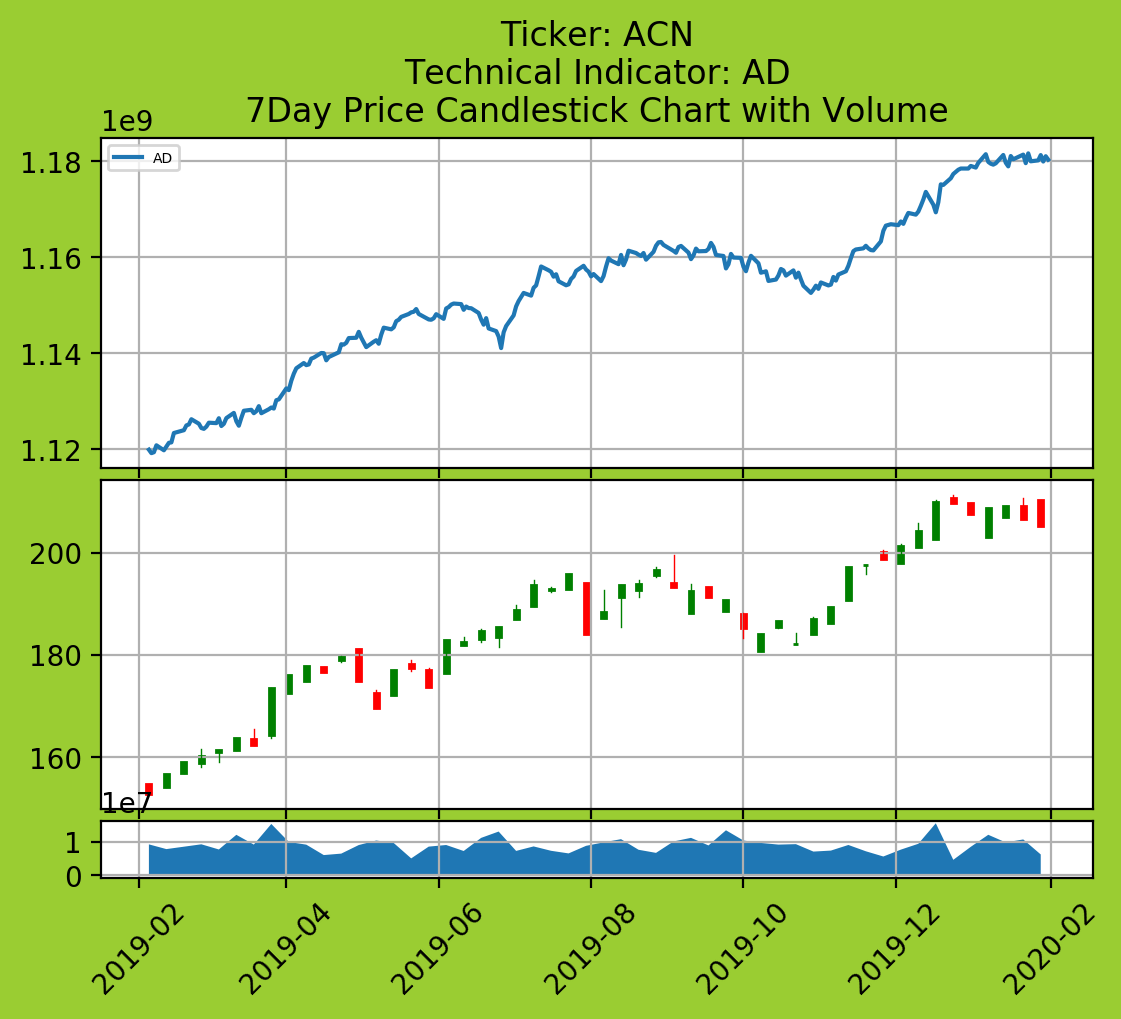 Ticker: ACN
Technical Indicator: AD
7Day Price Candlestick Chart with Volume
1e9
AD
1.18
1.16
1.14
1.12
200
180
160
1e7
1
0
2019-02
2019-04
2019-06
2019-08
2019-10
2019-12
2020-02